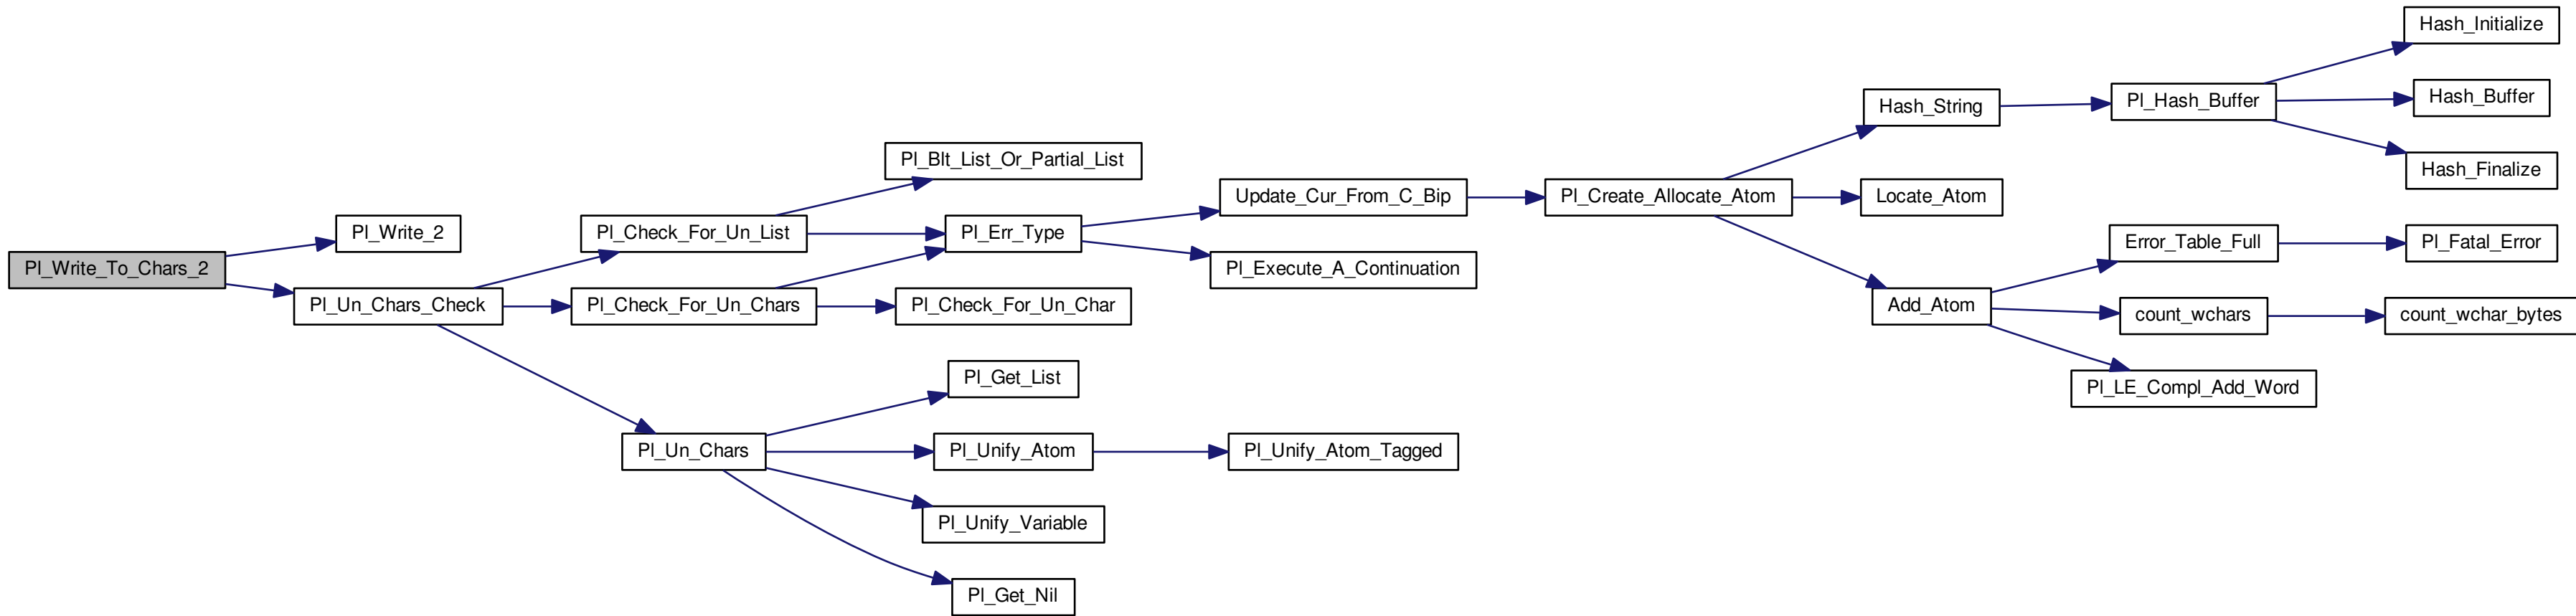 Pl_Write_To_Chars_2
Pl_Write_2
Pl_Un_Chars_Check
Pl_Check_For_Un_List
Pl_Check_For_Un_Chars
Pl_Un_Chars
Pl_Blt_List_Or_Partial_List
Pl_Err_Type
Pl_Check_For_Un_Char
Pl_Get_List
Pl_Unify_Atom
Pl_Unify_Variable
Pl_Get_Nil
Update_Cur_From_C_Bip
Pl_Execute_A_Continuation
Pl_Unify_Atom_Tagged
Pl_Create_Allocate_Atom
Hash_String
Locate_Atom
Add_Atom
Pl_Hash_Buffer
Error_Table_Full
count_wchars
Pl_LE_Compl_Add_Word
Hash_Initialize
Hash_Buffer
Hash_Finalize
Pl_Fatal_Error
count_wchar_bytes